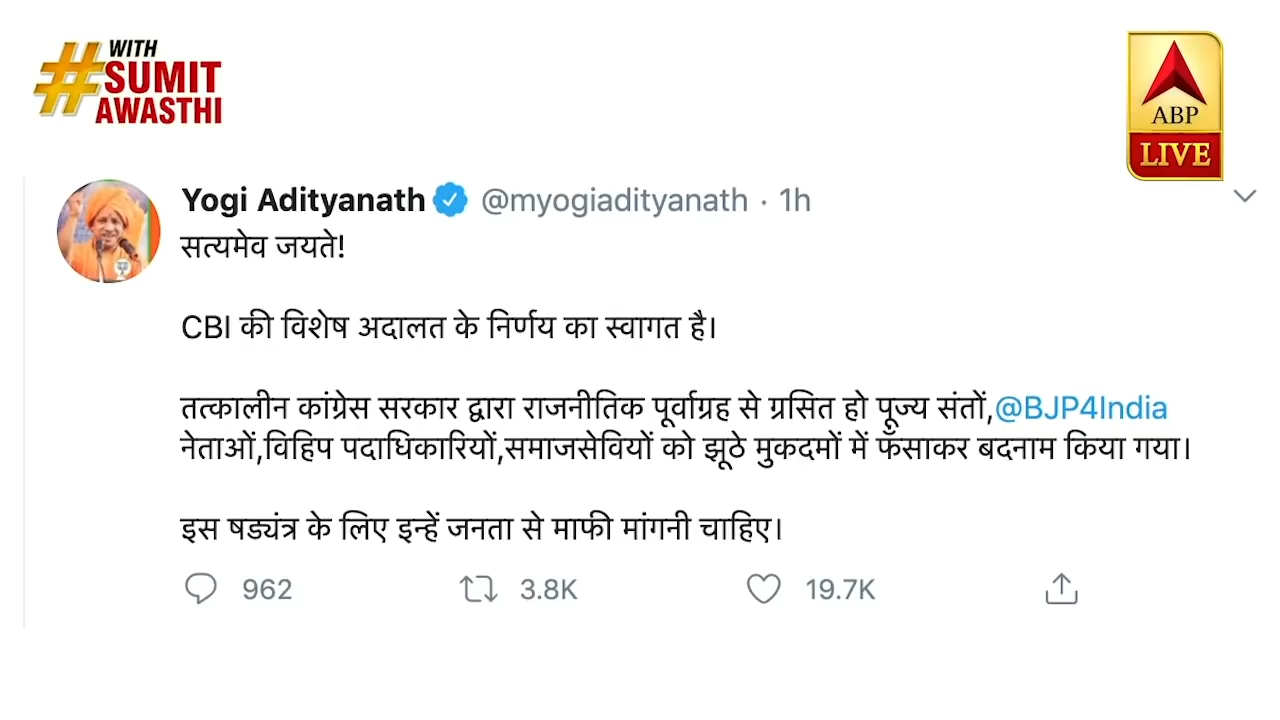 #WITH
SUMIT
AWASTHI
ABP
LIVE
Yogi Adityanath @myogiadityanath · 1h
सत्यमेव जयते!
CBI की विशेष अदालत के निर्णय का स्वागत है।
तत्कालीन कांग्रेस सरकार द्वारा राजनीतिक पूर्वाग्रह से ग्रसित हो पूज्य संतों,@BJP4India
नेताओं,विहिप पदाधिकारियों,समाजसेवियों को झूठे मुकदमों में फँसाकर बदनाम किया गया।
इस षड्यंत्र के लिए इन्हें जनता से माफी मांगनी चाहिए।
962 3.8K 19.7K